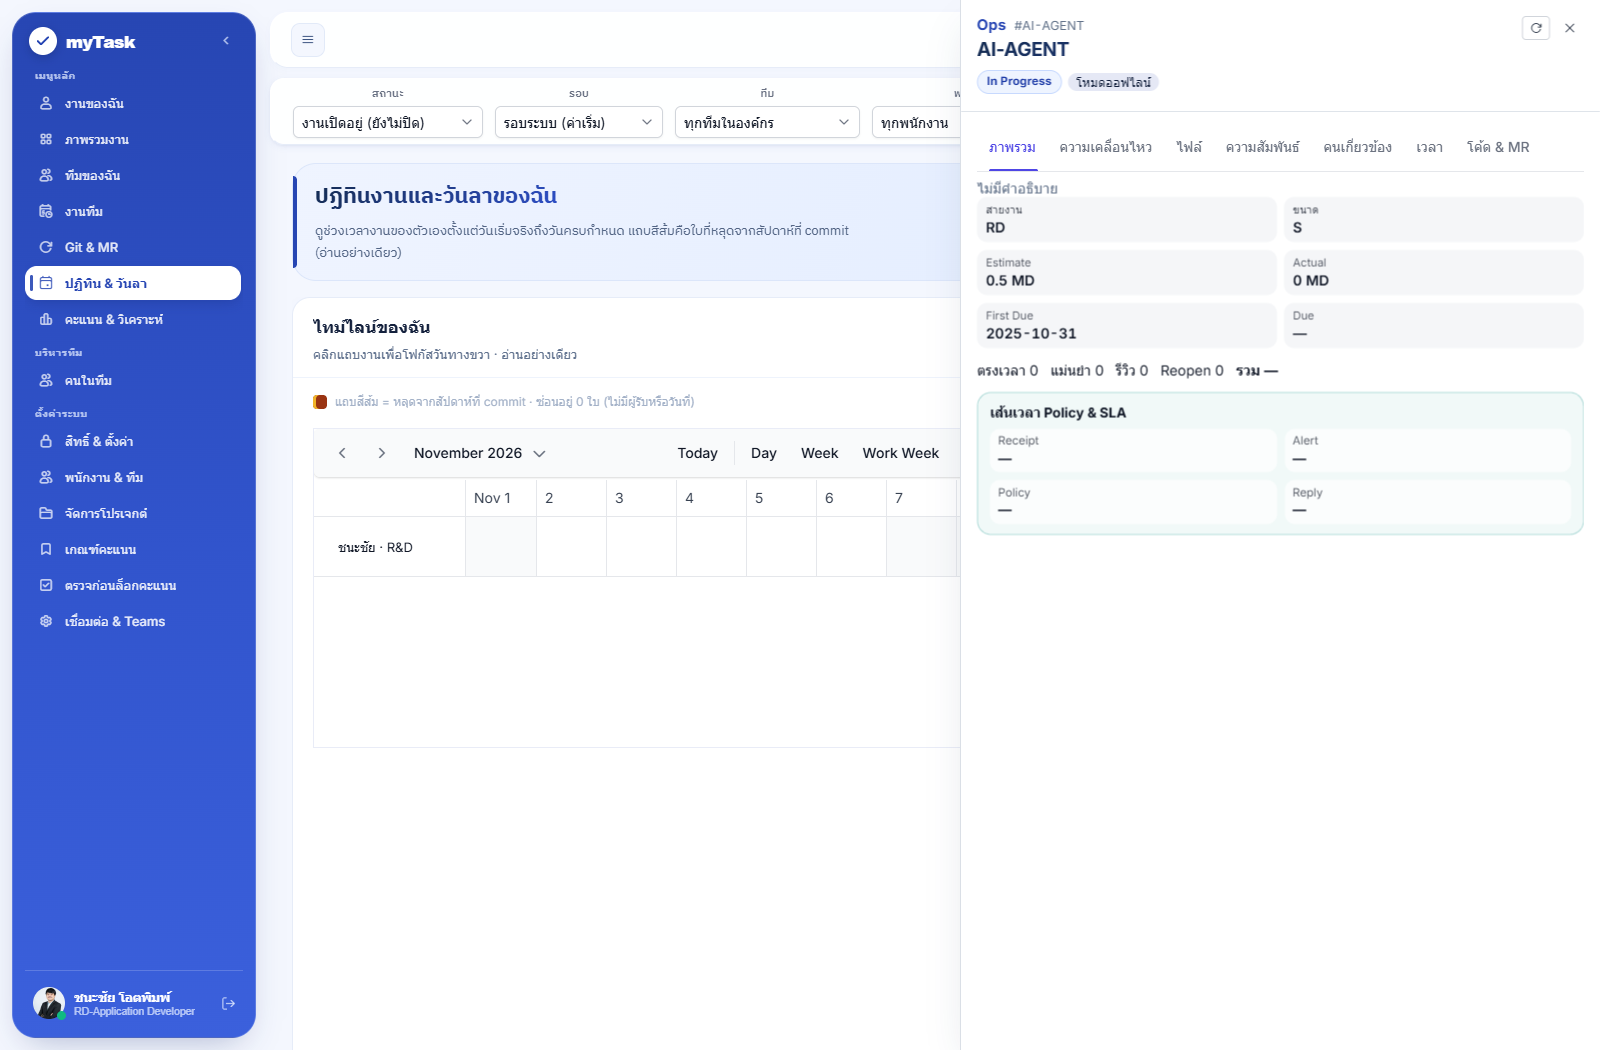 myTask
เมนูหลัก
งานของฉัน
ภาพรวมงาน
ทีมของฉัน
งานทีม
Git & MR
ปฏิทิน & วันลา
คะแนน & วิเคราะห์
บริหารทีม
คนในทีม
ตั้งค่าระบบ
สิทธิ์ & ตั้งค่า
พนักงาน & ทีม
จัดการโปรเจกต์
เกณฑ์คะแนน
ตรวจก่อนล็อกคะแนน
เชื่อมต่อ & Teams
ชนะชัย โอตพิมพ์
RD-Application Developer
สถานะ
รอบ
ทีม
งานเปิดอยู่ (ยังไม่ปิด)
รอบระบบ (ค่าเริ่ม)
ทุกทีมในองค์กร
ทุกพนักงาน
ปฏิทินงานและวันลาของฉัน
ดูช่วงเวลางานของตัวเองตั้งแต่วันเริ่มจริงถึงวันครบกำหนด แถบสีส้มคือใบที่หลุดจากสัปดาห์ที่ commit
(อ่านอย่างเดียว)
ไทม์ไลน์ของฉัน
คลิกแถบงานเพื่อโฟกัสวันทางขวา · อ่านอย่างเดียว
แถบสีส้ม = หลุดจากสัปดาห์ที่ commit · ซ่อนอยู่ 0 ใบ (ไม่มีผู้รับหรือวันที่)
November 2026
Today
Day
Week
Work Week
Nov 1
2
3
4
5
6
7
ชนะชัย · R&D
Ops #AI-AGENT
AI-AGENT
In Progress
โหมดออฟไลน์
ภาพรวม
ความเคลื่อนไหว
ไฟล์
ความสัมพันธ์
คนเกี่ยวข้อง
เวลา
โค้ด & MR
ไม่มีคำอธิบาย
สายงาน
RD
ขนาด
S
Estimate
0.5 MD
Actual
0 MD
First Due
2025-10-31
Due
—
ตรงเวลา 0 แม่นยำ 0 รีวิว 0 Reopen 0 รวม —
เส้นเวลา Policy & SLA
Receipt
—
Alert
—
Policy
—
Reply
—